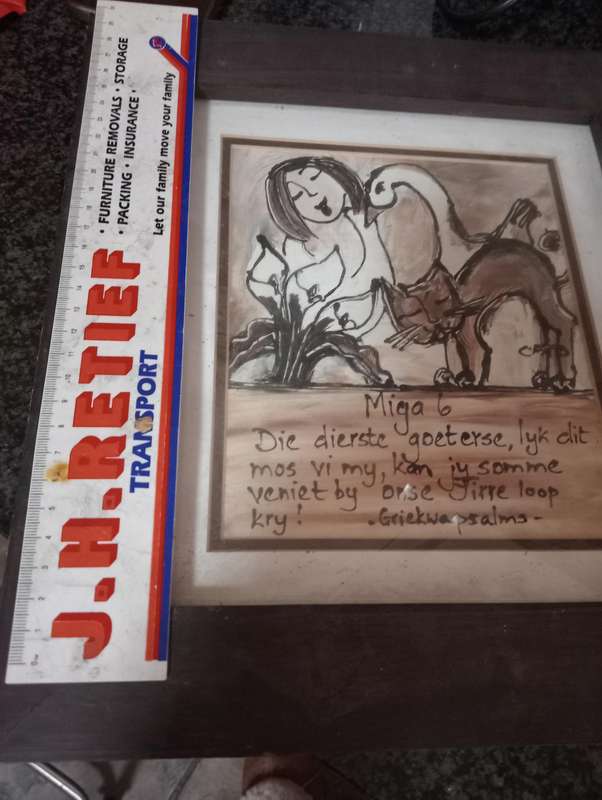 J.H.RETIEF
TRANSPORT
• FURNITURE REMOVALS • STORAGE
• PACKING • INSURANCE •
Let our family move your family
Miga 6
Die dierste goeterse, lyk dit
mos vi my, kan jy somme
verniet by onse Jirre loop
kry! -Griekwapsalms-